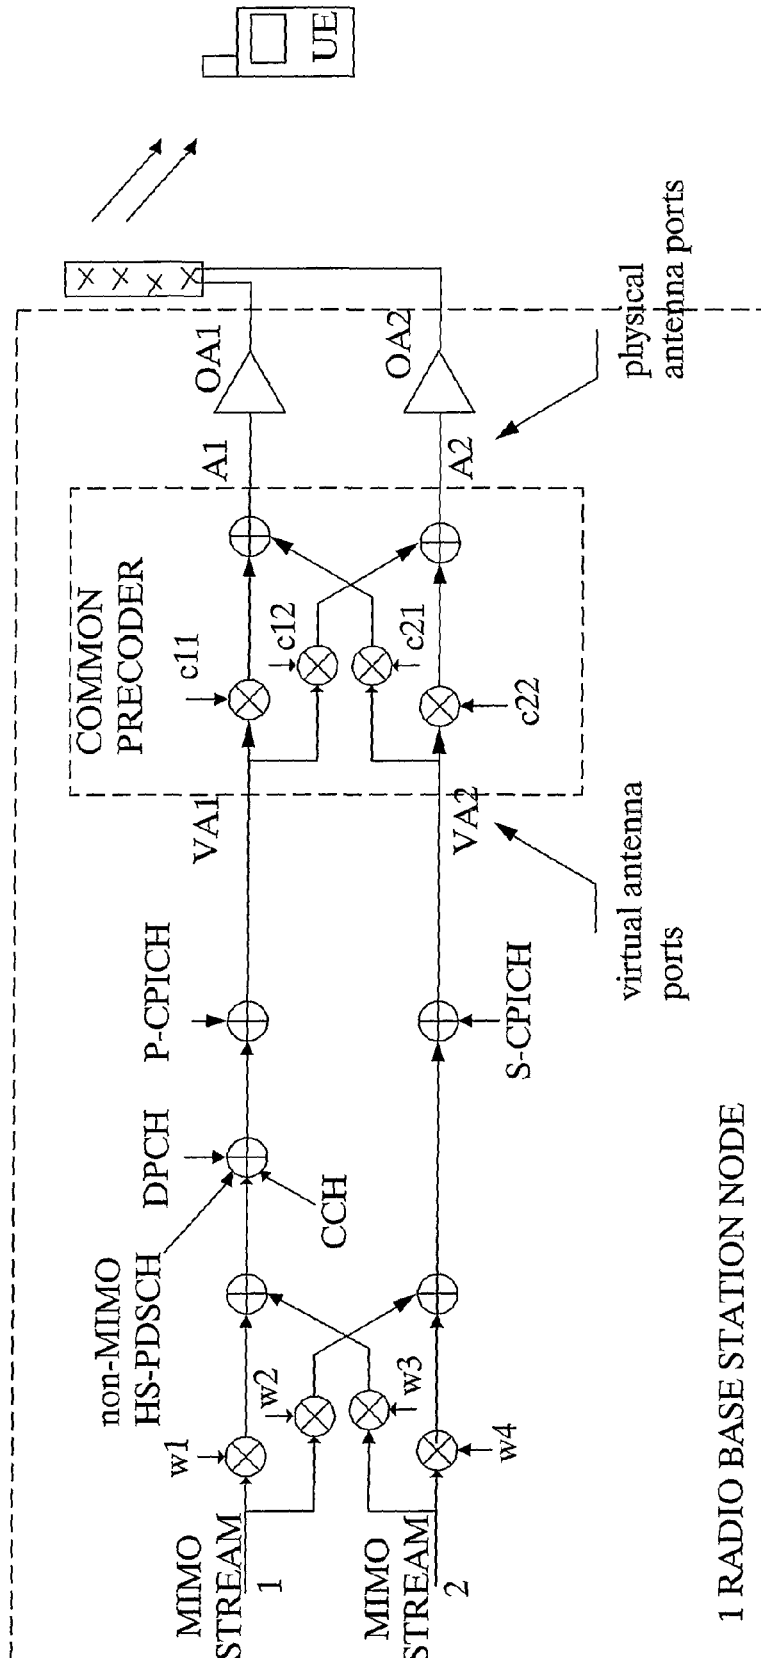 MIMO
STREAM
1
MIMO
STREAM
2
w1
w2
w3
w4
non-MIMO
HS-PDSCH
DPCH
CCH
P-CPICH
S-CPICH
VA1
VA2
virtual antenna
ports
COMMON
PRECODER
c11
c12
c21
c22
A1
A2
OA1
OA2
physical
antenna ports
UE
1 RADIO BASE STATION NODE